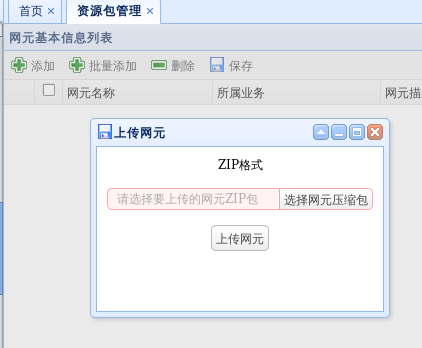 首页 资源包管理
网元基本信息列表
添加 批量添加 删除 保存
网元名称 所属业务 网元描
上传网元
ZIP格式
请选择要上传的网元ZIP包 选择网元压缩包
上传网元